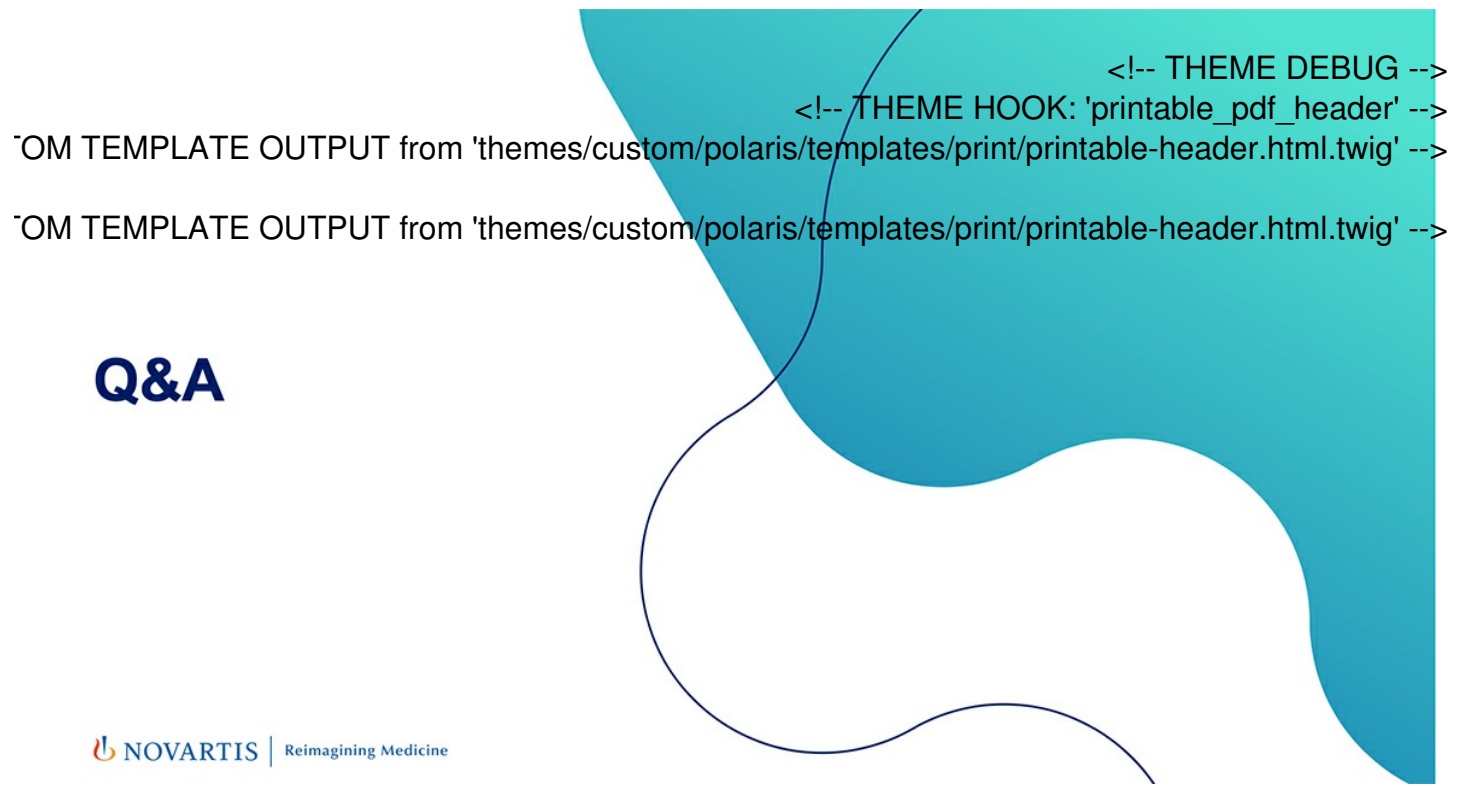 <!-- THEME DEBUG -->
<!-- THEME HOOK: 'printable_pdf_header' -->
OM TEMPLATE OUTPUT from 'themes/custom/polaris/templates/print/printable-header.html.twig' -->
OM TEMPLATE OUTPUT from 'themes/custom/polaris/templates/print/printable-header.html.twig' -->
Q&A
NOVARTIS | Reimagining Medicine